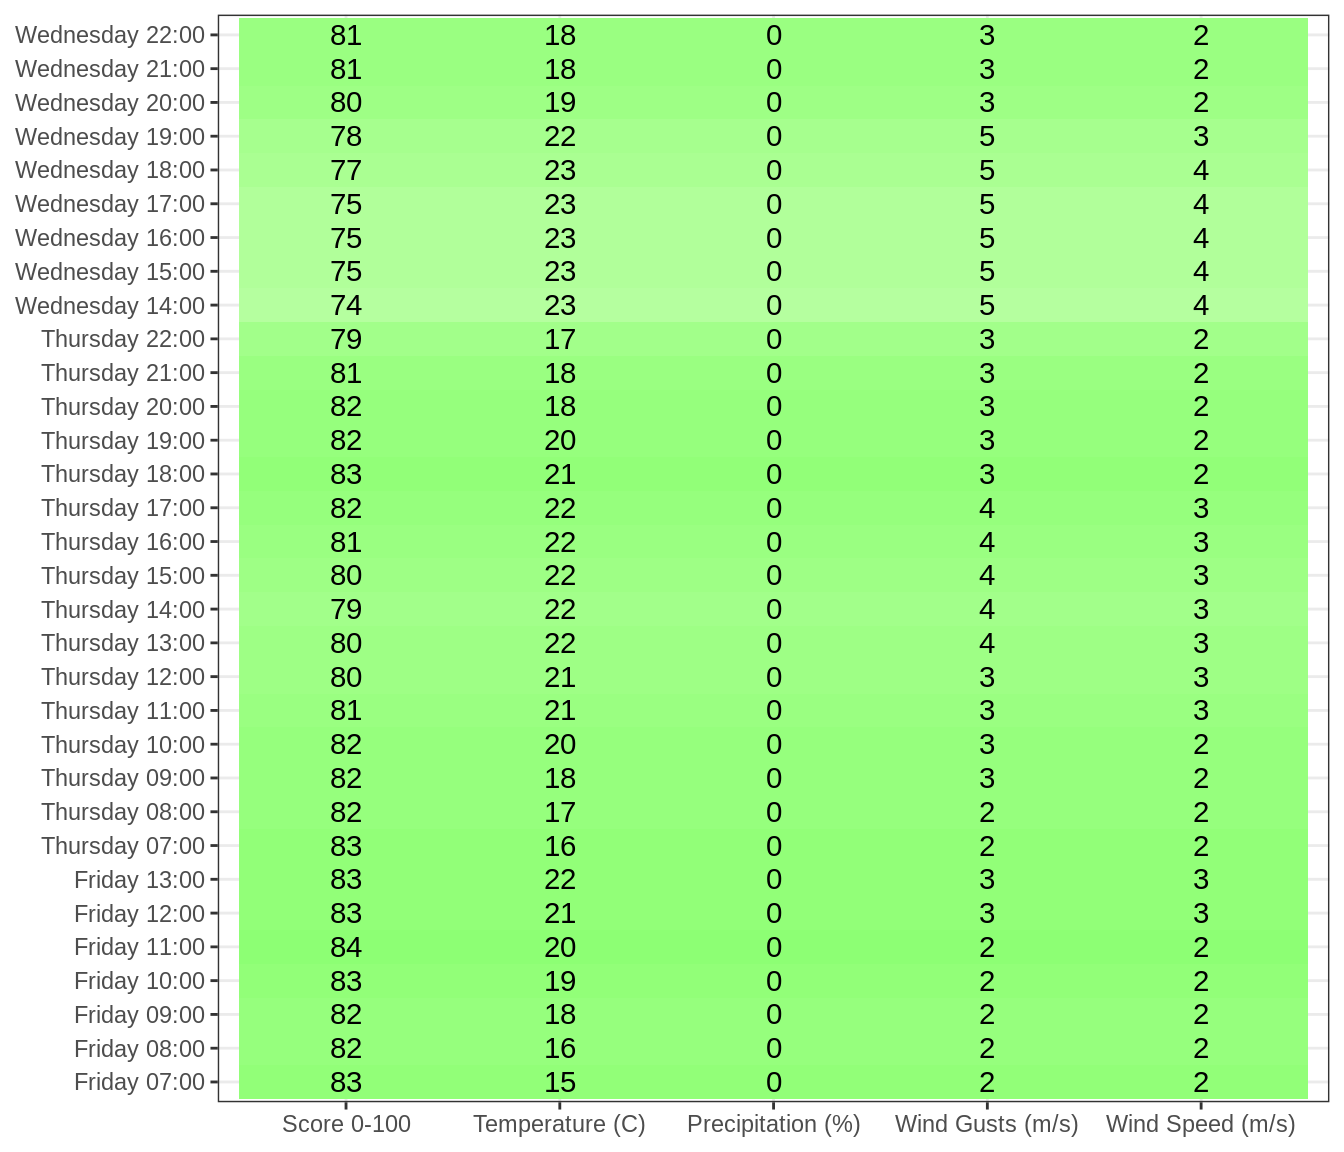 Wednesday 22:00 81 18 0 3 2
Wednesday 21:00 81 18 0 3 2
Wednesday 20:00 80 19 0 3 2
Wednesday 19:00 78 22 0 5 3
Wednesday 18:00 77 23 0 5 4
Wednesday 17:00 75 23 0 5 4
Wednesday 16:00 75 23 0 5 4
Wednesday 15:00 75 23 0 5 4
Wednesday 14:00 74 23 0 5 4
Thursday 22:00 79 17 0 3 2
Thursday 21:00 81 18 0 3 2
Thursday 20:00 82 18 0 3 2
Thursday 19:00 82 20 0 3 2
Thursday 18:00 83 21 0 3 2
Thursday 17:00 82 22 0 4 3
Thursday 16:00 81 22 0 4 3
Thursday 15:00 80 22 0 4 3
Thursday 14:00 79 22 0 4 3
Thursday 13:00 80 22 0 4 3
Thursday 12:00 80 21 0 3 3
Thursday 11:00 81 21 0 3 3
Thursday 10:00 82 20 0 3 2
Thursday 09:00 82 18 0 3 2
Thursday 08:00 82 17 0 2 2
Thursday 07:00 83 16 0 2 2
Friday 13:00 83 22 0 3 3
Friday 12:00 83 21 0 3 3
Friday 11:00 84 20 0 2 2
Friday 10:00 83 19 0 2 2
Friday 09:00 82 18 0 2 2
Friday 08:00 82 16 0 2 2
Friday 07:00 83 15 0 2 2
Score 0-100 Temperature (C) Precipitation (%) Wind Gusts (m/s) Wind Speed (m/s)